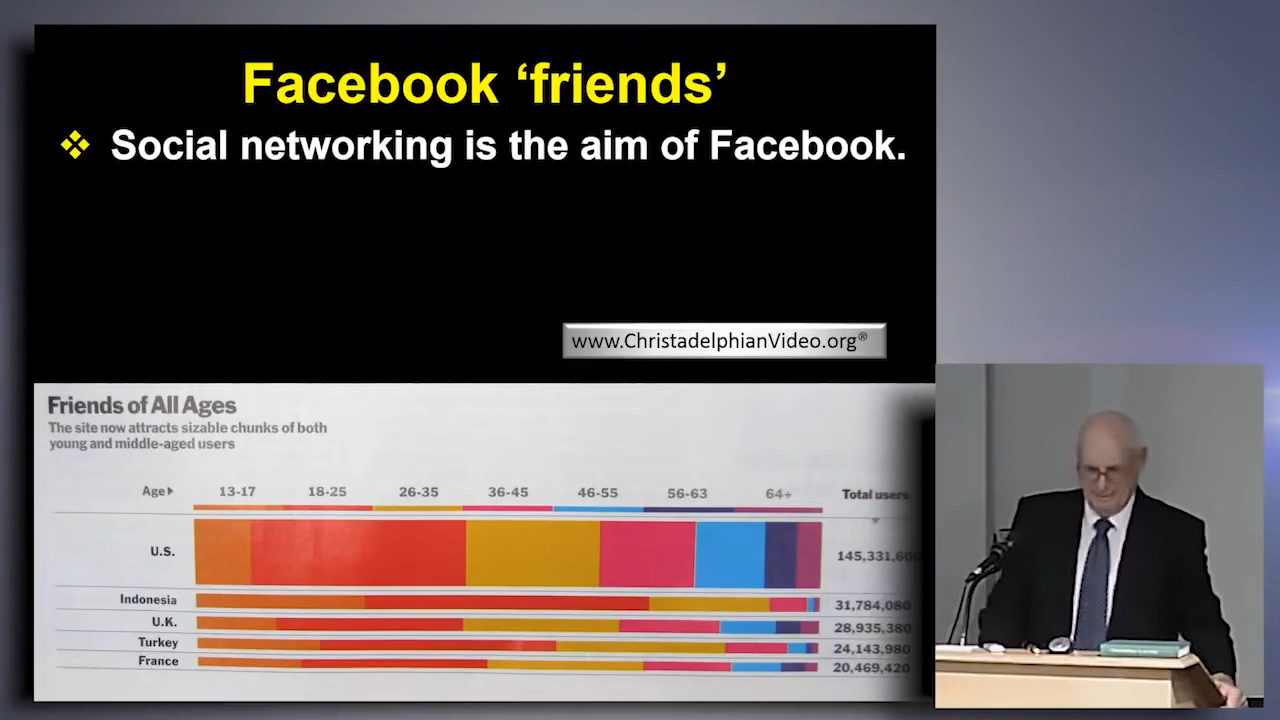 Facebook ‘friends’
❖ Social networking is the aim of Facebook.
www.ChristadelphianVideo.org®
Friends of All Ages
The site now attracts sizable chunks of both
young and middle-aged users
Age 13-17 18-25 26-35 36-45 46-55 56-63 64+ Total users
U.S. 145,331,600
Indonesia 31,784,080
U.K. 28,935,380
Turkey 24,143,980
France 20,469,420